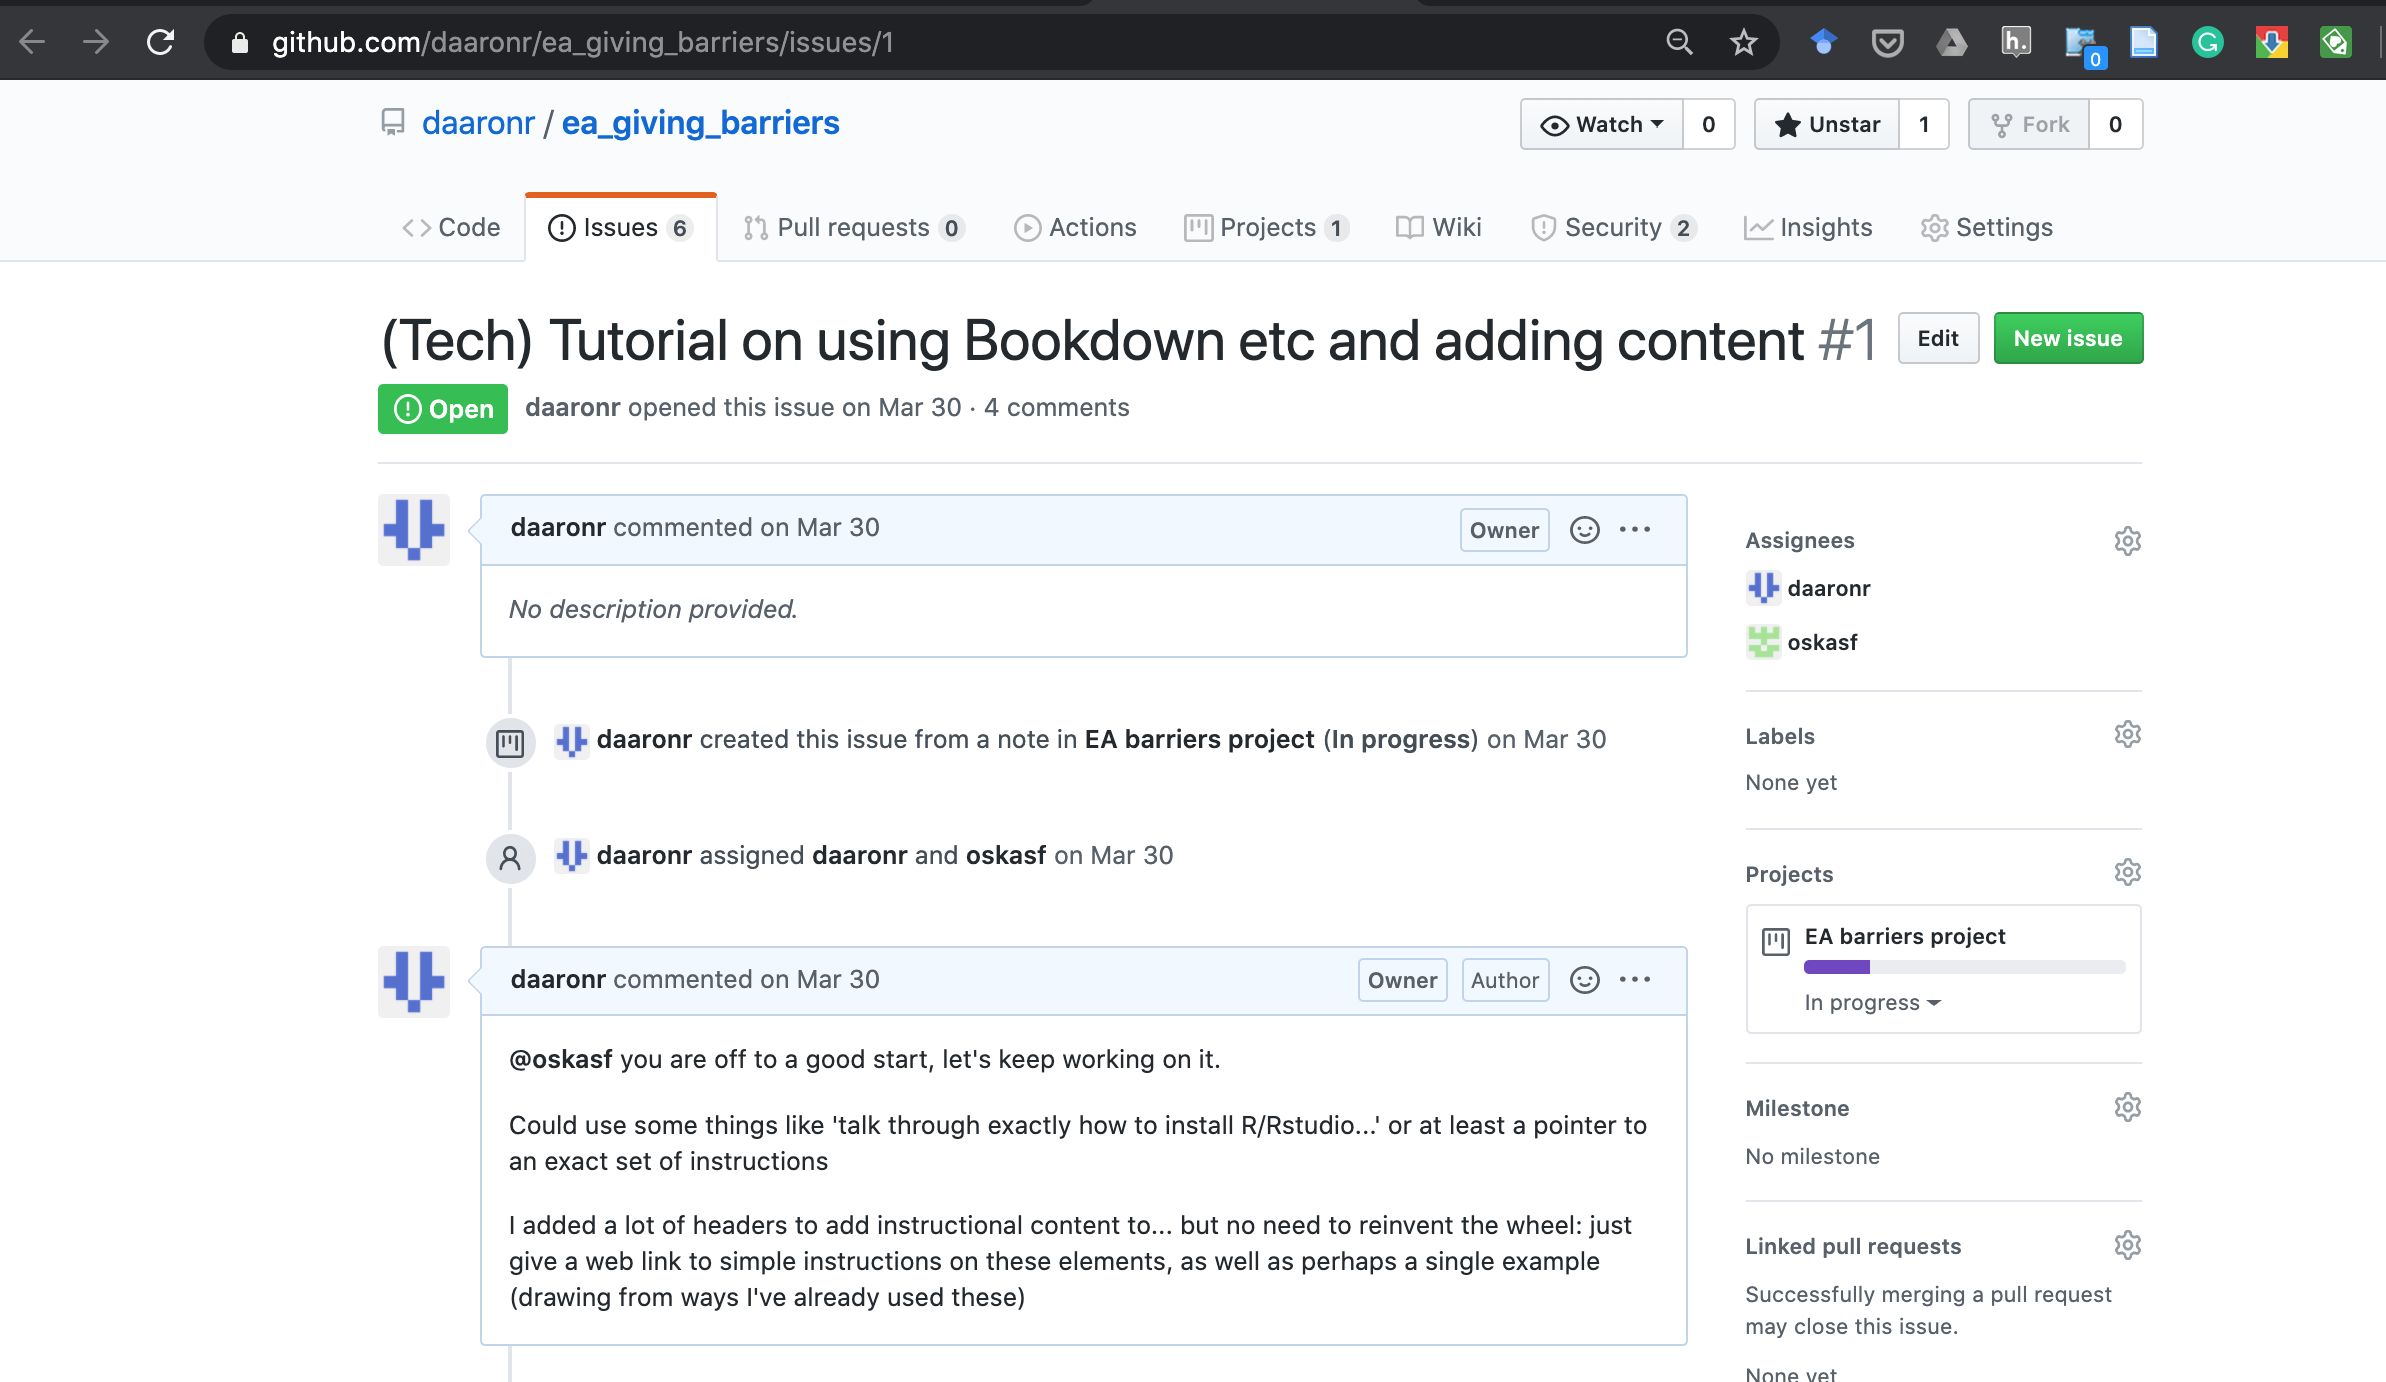 github.com/daaronr/ea_giving_barriers/issues/1
h.
0
G
daaronr / ea_giving_barriers
Watch 0
Unstar 1
Fork 0
Code
Issues 6
Pull requests 0
Actions
Projects 1
Wiki
Security 2
Insights
Settings
(Tech) Tutorial on using Bookdown etc and adding content #1
Edit
New issue
Open
daaronr opened this issue on Mar 30 · 4 comments
daaronr commented on Mar 30
Owner
No description provided.
daaronr created this issue from a note in EA barriers project (In progress) on Mar 30
daaronr assigned daaronr and oskasf on Mar 30
daaronr commented on Mar 30
Owner
Author
@oskasf you are off to a good start, let's keep working on it.
Could use some things like 'talk through exactly how to install R/Rstudio...' or at least a pointer to
an exact set of instructions
I added a lot of headers to add instructional content to... but no need to reinvent the wheel: just
give a web link to simple instructions on these elements, as well as perhaps a single example
(drawing from ways I've already used these)
Assignees
daaronr
oskasf
Labels
None yet
Projects
EA barriers project
In progress
Milestone
No milestone
Linked pull requests
Successfully merging a pull request
may close this issue.
None yet